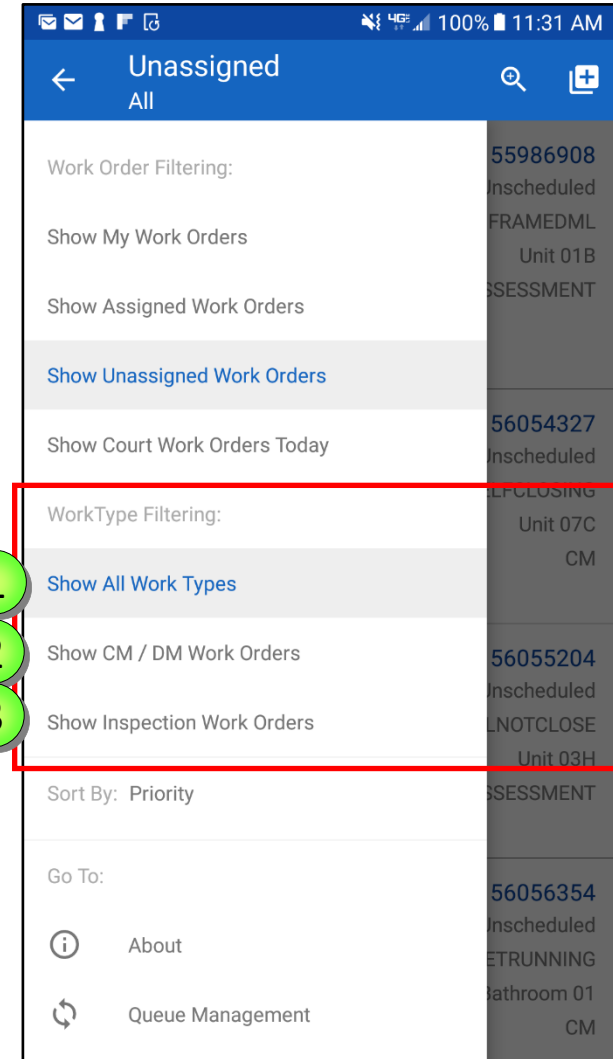 4GE 100% 11:31 AM
Unassigned
All
Work Order Filtering:
Show My Work Orders
Show Assigned Work Orders
Show Unassigned Work Orders
Show Court Work Orders Today
WorkType Filtering:
Show All Work Types
Show CM / DM Work Orders
Show Inspection Work Orders
Sort By: Priority
Go To:
About
Queue Management
55986908
Unscheduled
FRAMEDML
Unit 01B
SSESSMENT
56054327
Unscheduled
ELFCLOSING
Unit 07C
CM
56055204
Unscheduled
LNOTCLOSE
Unit 03H
SSESSMENT
56056354
Unscheduled
ETRUNNING
Bathroom 01
CM